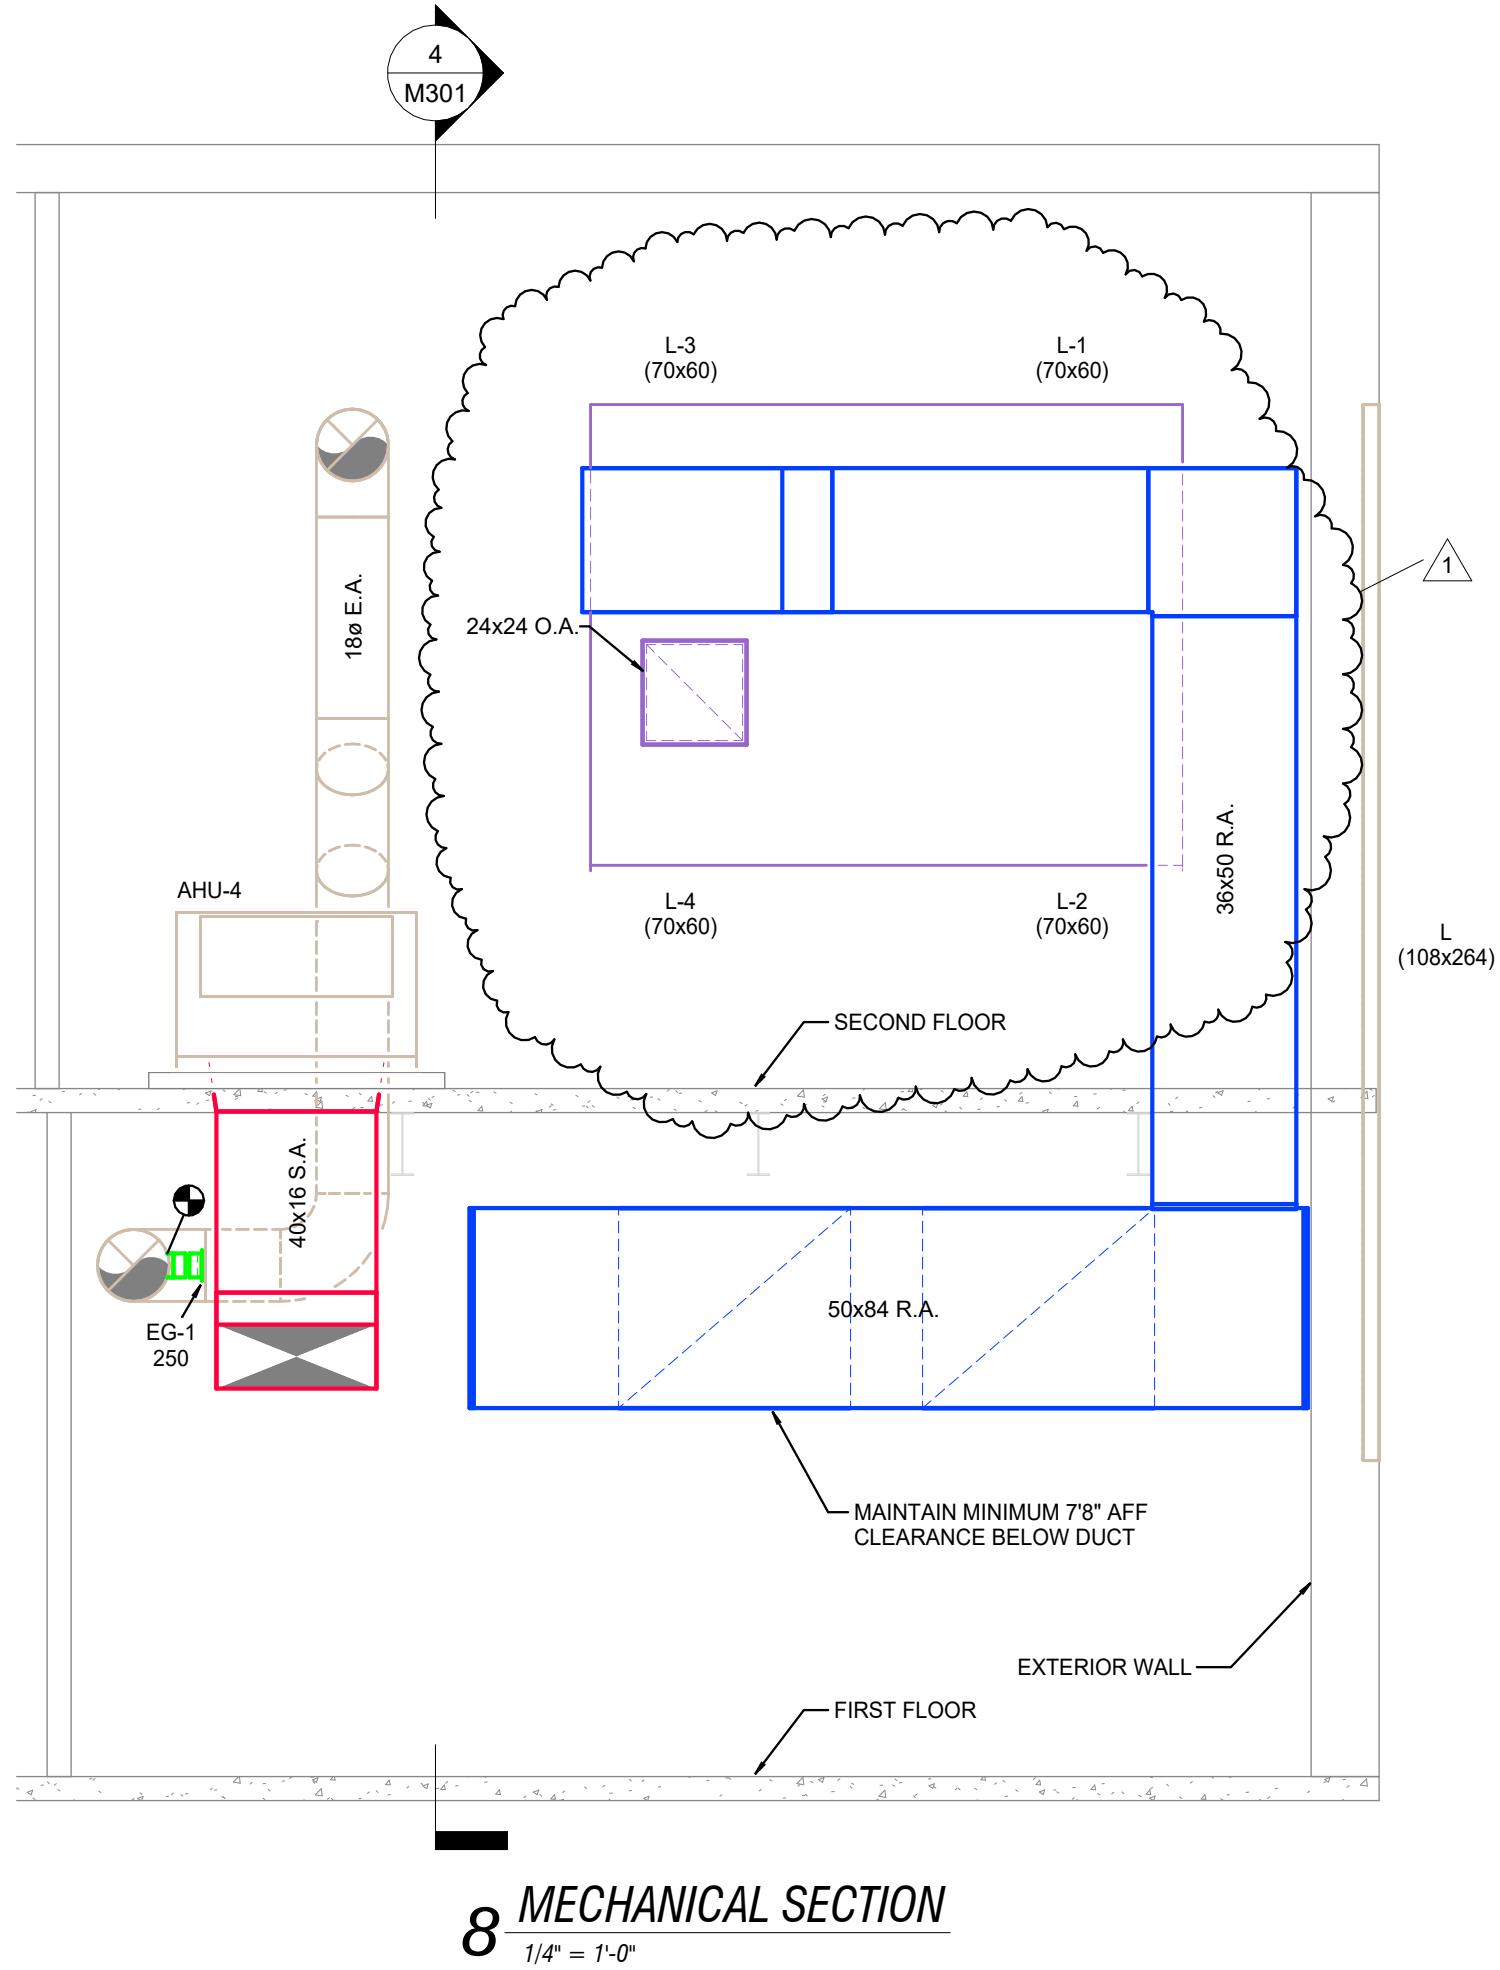 4
M301
L-3
(70x60)
L-1
(70x60)
1
18ø E.A.
24x24 O.A.
36x50 R.A.
AHU-4
L-4
(70x60)
L-2
(70x60)
L
(108x264)
SECOND FLOOR
40x16 S.A.
50x84 R.A.
EG-1
250
MAINTAIN MINIMUM 7'8" AFF
CLEARANCE BELOW DUCT
EXTERIOR WALL
FIRST FLOOR
8 MECHANICAL SECTION
1/4" = 1'-0"